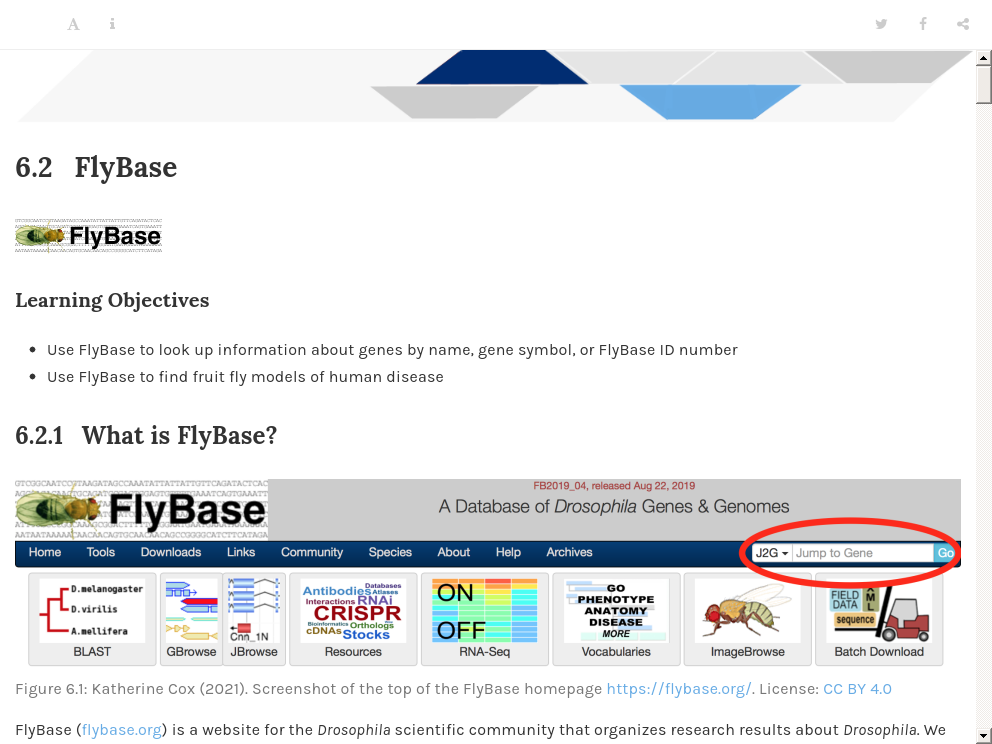 A i
6.2 FlyBase
FlyBase
Learning Objectives
Use FlyBase to look up information about genes by name, gene symbol, or FlyBase ID number
Use FlyBase to find fruit fly models of human disease
6.2.1 What is FlyBase?
FlyBase
FB2019_04, released Aug 22, 2019
A Database of Drosophila Genes & Genomes
Home Tools Downloads Links Community Species About Help Archives J2G Jump to Gene Go
D.melanogaster
D.virilis
A.mellifera
BLAST
GBrowse
Cnn_1N
JBrowse
Databases
Antibodies Atlases
Interactions RNAi
CRISPR
Bioinformatics Orthologs
cDNAs Stocks
Resources
ON
OFF
RNA-Seq
GO
PHENOTYPE
ANATOMY
DISEASE
MORE
Vocabularies
ImageBrowse
FIELD
DATA
sequence
Batch Download
Figure 6.1: Katherine Cox (2021). Screenshot of the top of the FlyBase homepage https://flybase.org/. License: CC BY 4.0
FlyBase (flybase.org) is a website for the Drosophila scientific community that organizes research results about Drosophila. We